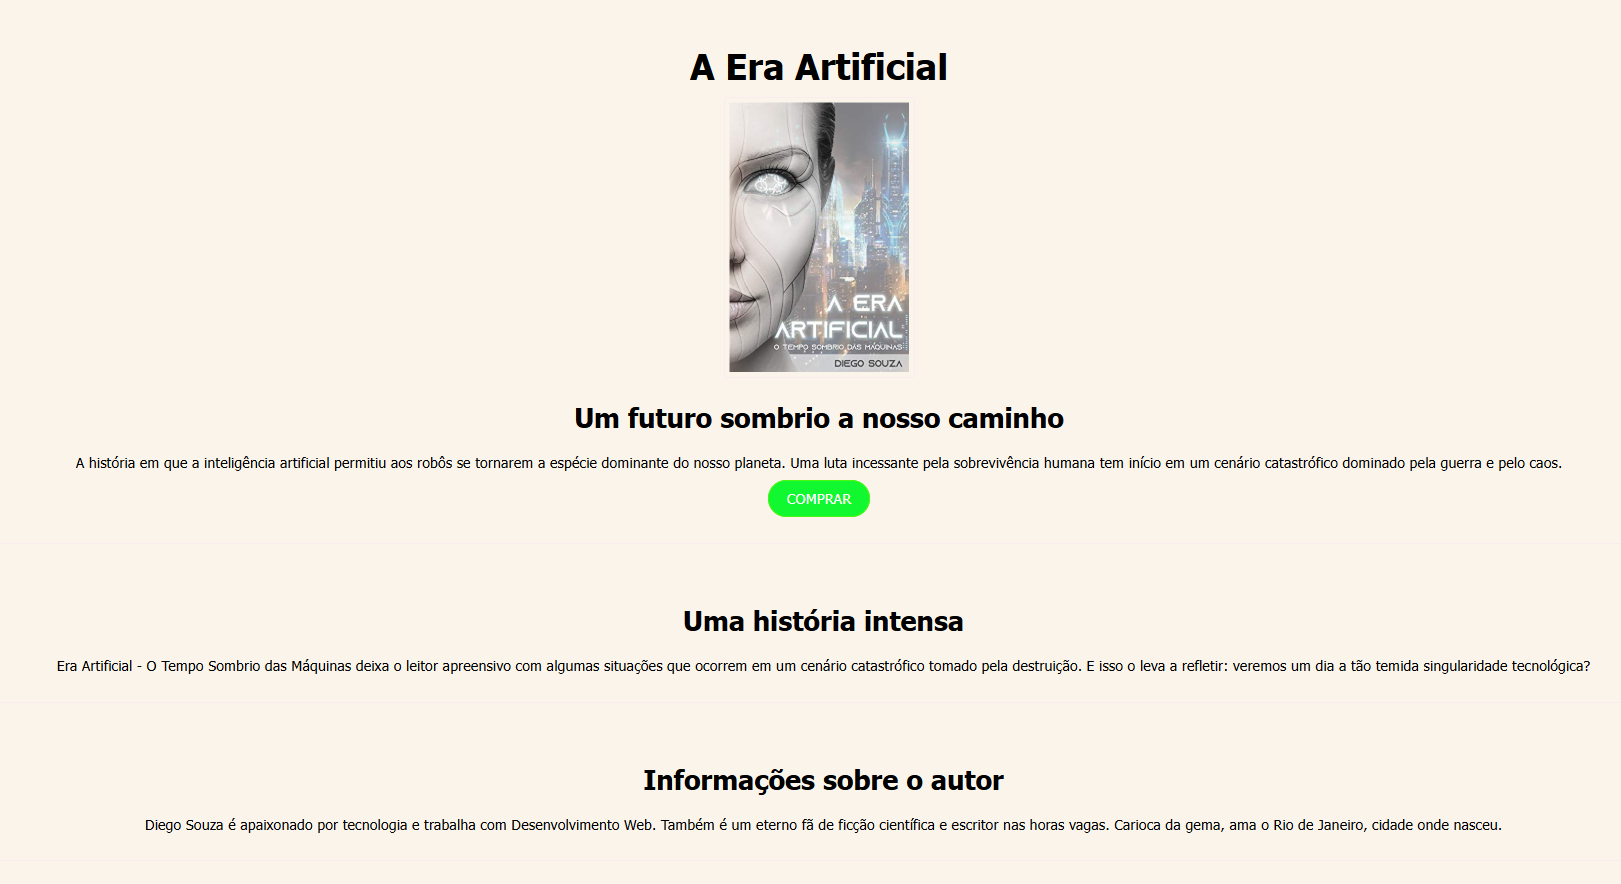 A Era Artificial
A ERA
ARTIFICIAL
O TEMPO SOMBRIO DAS MÁQUINAS
DIEGO SOUZA
Um futuro sombrio a nosso caminho
A história em que a inteligência artificial permitiu aos robôs se tornarem a espécie dominante do nosso planeta. Uma luta incessante pela sobrevivência humana tem início em um cenário catastrófico dominado pela guerra e pelo caos.
COMPRAR
Uma história intensa
Era Artificial - O Tempo Sombrio das Máquinas deixa o leitor apreensivo com algumas situações que ocorrem em um cenário catastrófico tomado pela destruição. E isso o leva a refletir: veremos um dia a tão temida singularidade tecnológica?
Informações sobre o autor
Diego Souza é apaixonado por tecnologia e trabalha com Desenvolvimento Web. Também é um eterno fã de ficção científica e escritor nas horas vagas. Carioca da gema, ama o Rio de Janeiro, cidade onde nasceu.